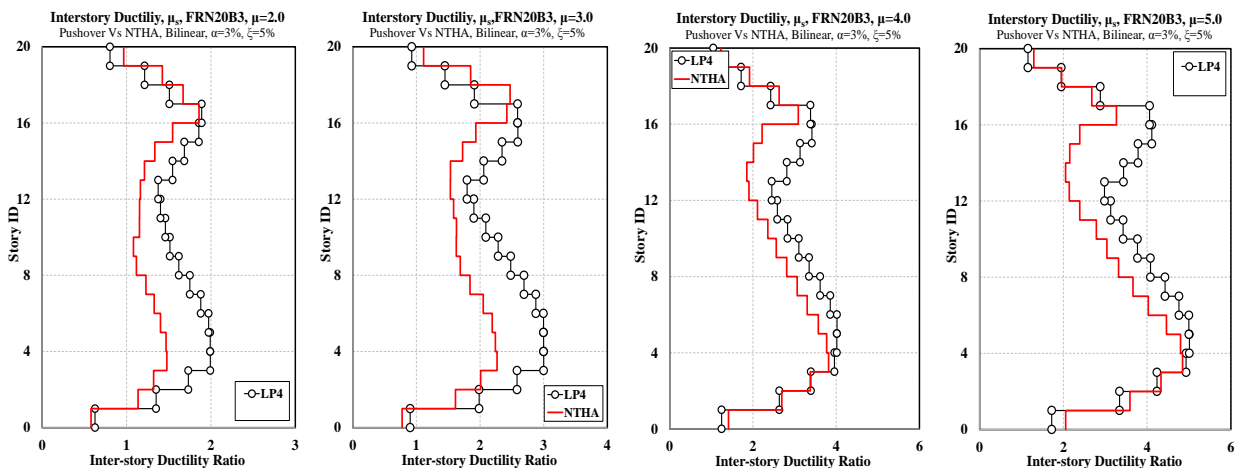 Interstory Ductiliy, μs, FRN20B3, μ=2.0
Pushover Vs NTHA, Bilinear, α=3%, ξ=5%
20
16
12
8
4
0
Story ID
LP4
0
1
2
3
Inter-story Ductility Ratio
Interstory Ductiliy, μs,FRN20B3, μ=3.0
Pushover Vs NTHA, Bilinear, α=3%, ξ=5%
20
16
12
8
4
0
Story ID
LP4
NTHA
0
1
2
3
4
Inter-story Ductility Ratio
Interstory Ductiliy, μs, FRN20B3, μ=4.0
Pushover Vs NTHA, Bilinear, α=3%, ξ=5%
20
16
12
8
4
0
Story ID
LP4
NTHA
0
2
4
6
Inter-story Ductility Ratio
Interstory Ductiliy, μs, FRN20B3, μ=5.0
Pushover Vs NTHA, Bilinear, α=3%, ξ=5%
20
16
12
8
4
0
Story ID
LP4
0
2
4
6
Inter-story Ductility Ratio